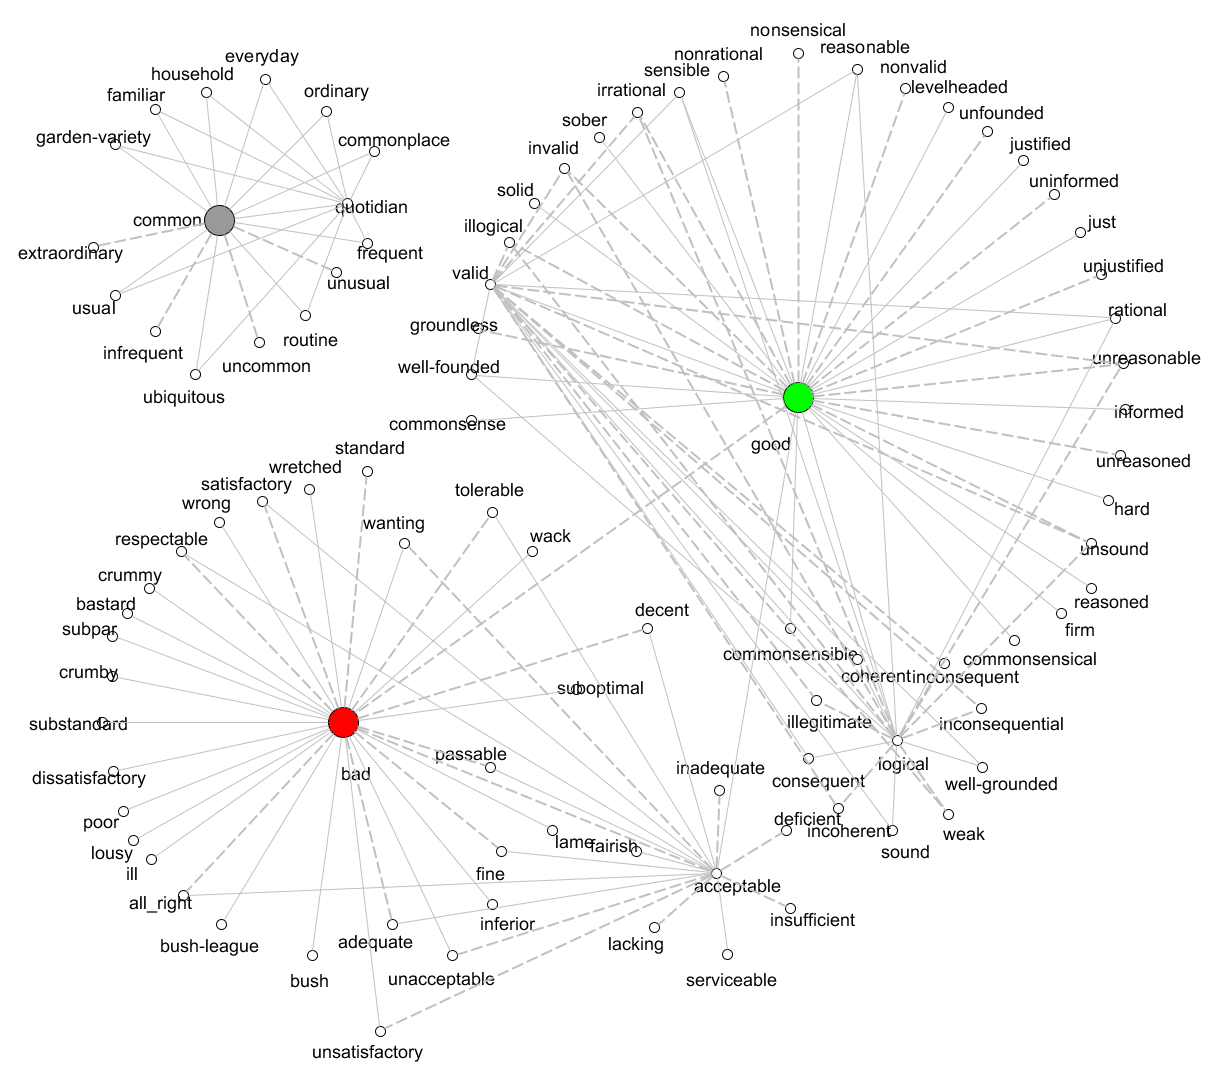 nonsensical
reasonable
nonrational
everyday
nonvalid
sensible
household
levelheaded
irrational
ordinary
familiar
unfounded
sober
garden-variety
commonplace
justified
invalid
uninformed
solid
quotidian
common
just
illogical
extraordinary
frequent
unjustified
valid
unusual
usual
rational
groundless
routine
infrequent
unreasonable
uncommon
well-founded
ubiquitous
informed
commonsense
good
standard
unreasoned
wretched
satisfactory
tolerable
wrong
hard
wanting
respectable
wack
unsound
crummy
bastard
reasoned
decent
subpar
firm
commonsensible
commonsensical
crumby
coherent
inconsequent
suboptimal
substandard
illegitimate
inconsequential
passable
logical
inadequate
bad
dissatisfactory
consequent
well-grounded
poor
deficient
incoherent
weak
lame
fairish
lousy
sound
ill
fine
acceptable
all_right
inferior
insufficient
bush-league
adequate
lacking
bush
unacceptable
serviceable
unsatisfactory